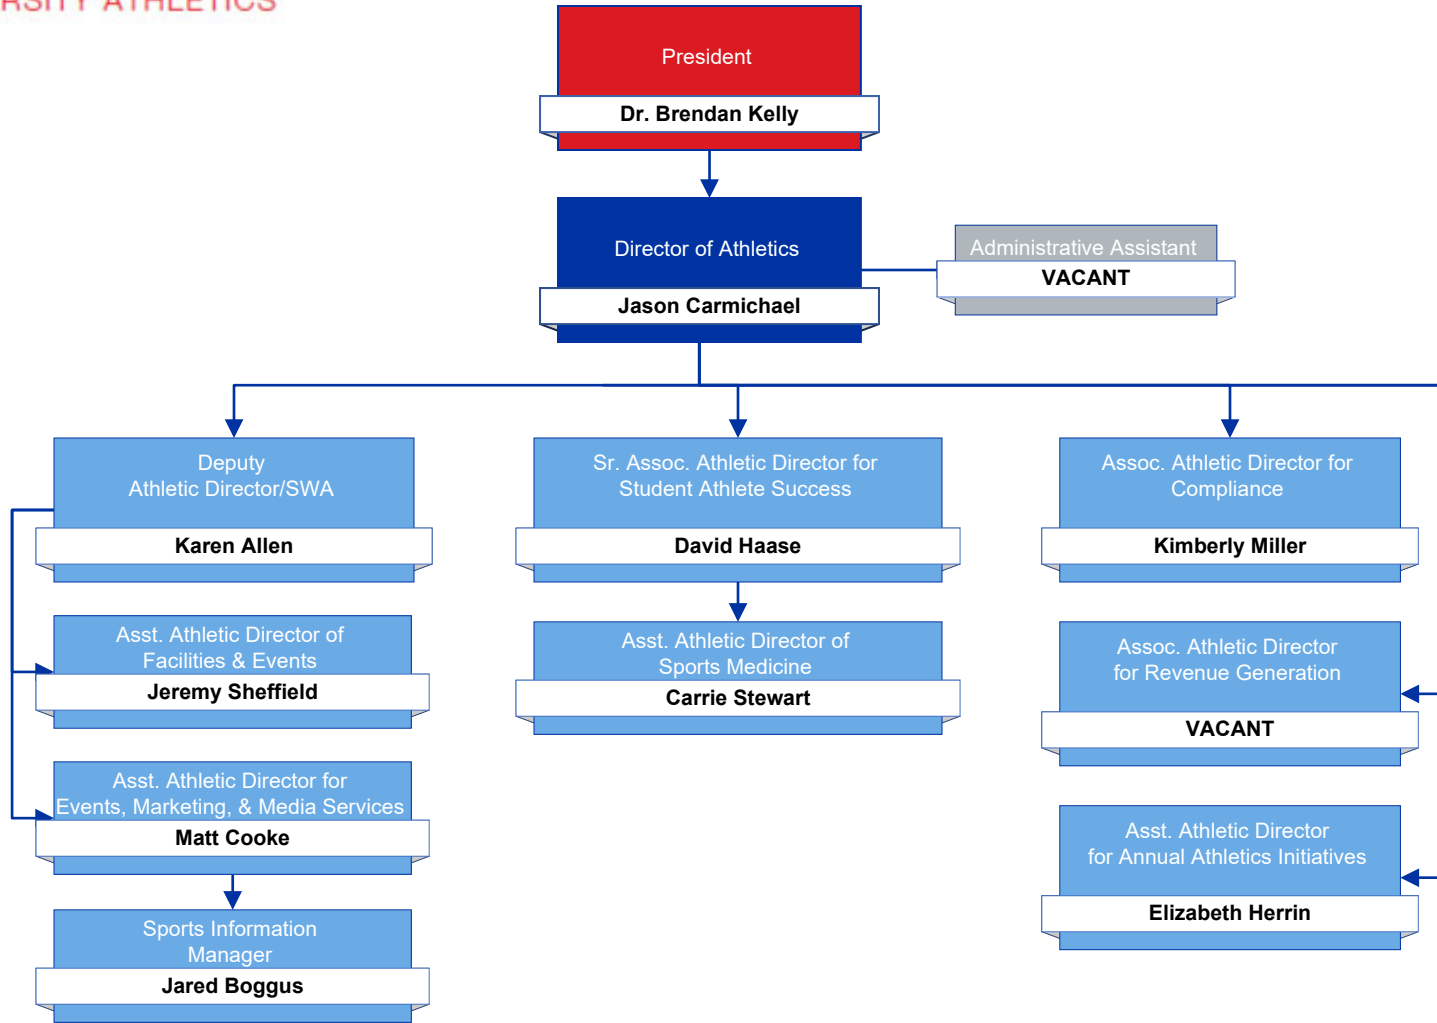 ATHLETICS
President
Dr. Brendan Kelly
Director of Athletics
Jason Carmichael
Administrative Assistant
VACANT
Deputy
Athletic Director/SWA
Karen Allen
Asst. Athletic Director of
Facilities & Events
Jeremy Sheffield
Asst. Athletic Director for
Events, Marketing, & Media Services
Matt Cooke
Sports Information
Manager
Jared Boggus
Sr. Assoc. Athletic Director for
Student Athlete Success
David Haase
Asst. Athletic Director of
Sports Medicine
Carrie Stewart
Assoc. Athletic Director for
Compliance
Kimberly Miller
Assoc. Athletic Director
for Revenue Generation
VACANT
Asst. Athletic Director
for Annual Athletics Initiatives
Elizabeth Herrin